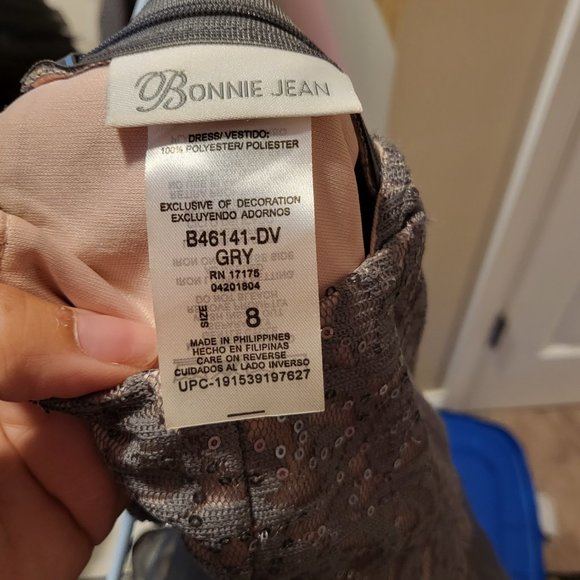 BONNIE JEAN
DRESS/ VESTIDO:
100% POLYESTER/ POLIESTER
EXCLUSIVE OF DECORATION
EXCLUYENDO ADORNOS
B46141-DV
GRY
RN 17175
04201804
SIZE 8
MADE IN PHILIPPINES
HECHO EN FILIPINAS
CARE ON REVERSE
CUIDADOS AL LADO INVERSO
UPC-191539197627